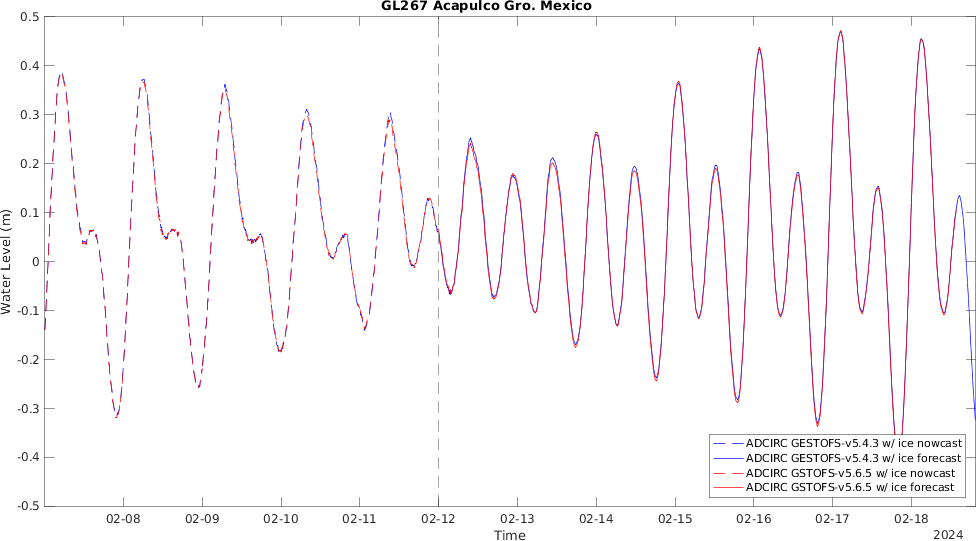 GL267 Acapulco Gro. Mexico
0.5
0.4
0.3
0.2
0.1
0
-0.1
-0.2
-0.3
-0.4
-0.5
Water Level (m)
ADCIRC GESTOFS-v5.4.3 w/ ice nowcast
ADCIRC GESTOFS-v5.4.3 w/ ice forecast
ADCIRC GSTOFS-v5.6.5 w/ ice nowcast
ADCIRC GSTOFS-v5.6.5 w/ ice forecast
02-08 02-09 02-10 02-11 02-12 02-13 02-14 02-15 02-16 02-17 02-18
Time
2024